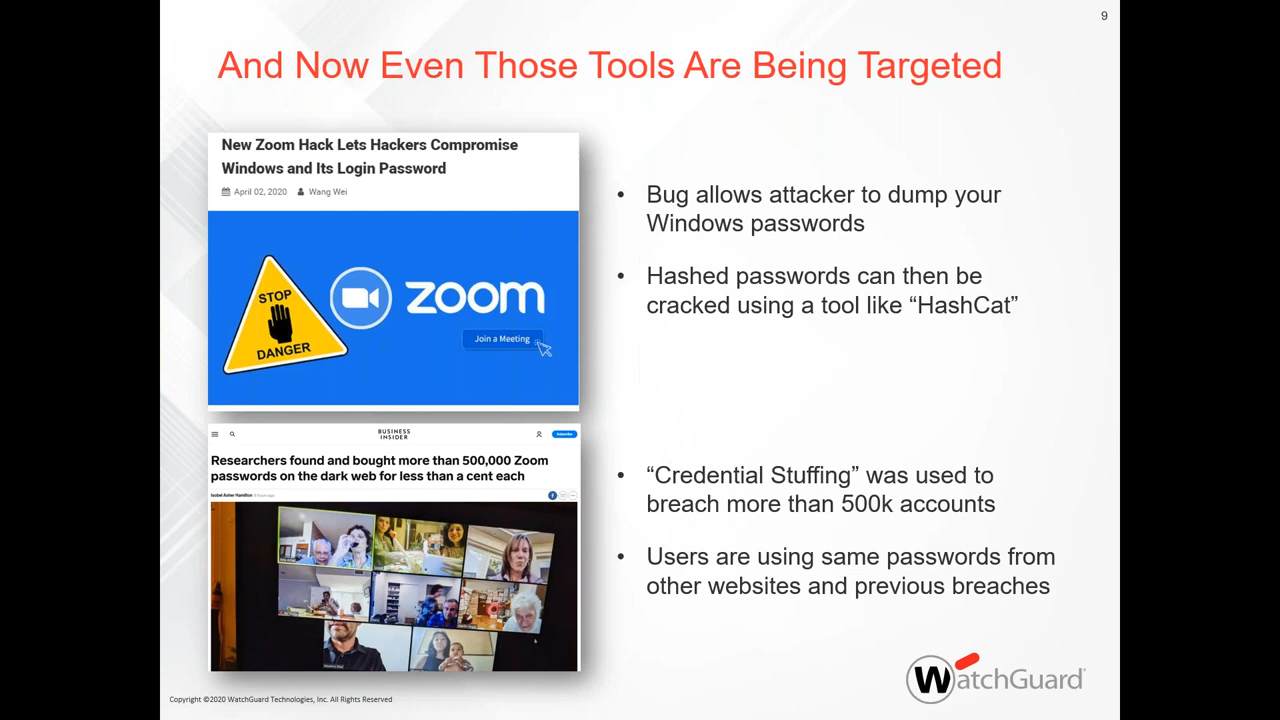 9
And Now Even Those Tools Are Being Targeted
New Zoom Hack Lets Hackers Compromise
Windows and Its Login Password
April 02, 2020 Wang Wei
STOP
DANGER
zoom
Join a Meeting
• Bug allows attacker to dump your
Windows passwords
• Hashed passwords can then be
cracked using a tool like “HashCat”
BUSINESS
INSIDER
Subscribe
Researchers found and bought more than 500,000 Zoom
passwords on the dark web for less than a cent each
Isobel Asher Hamilton
• “Credential Stuffing” was used to
breach more than 500k accounts
• Users are using same passwords from
other websites and previous breaches
WatchGuard
Copyright ©2020 WatchGuard Technologies, Inc. All Rights Reserved